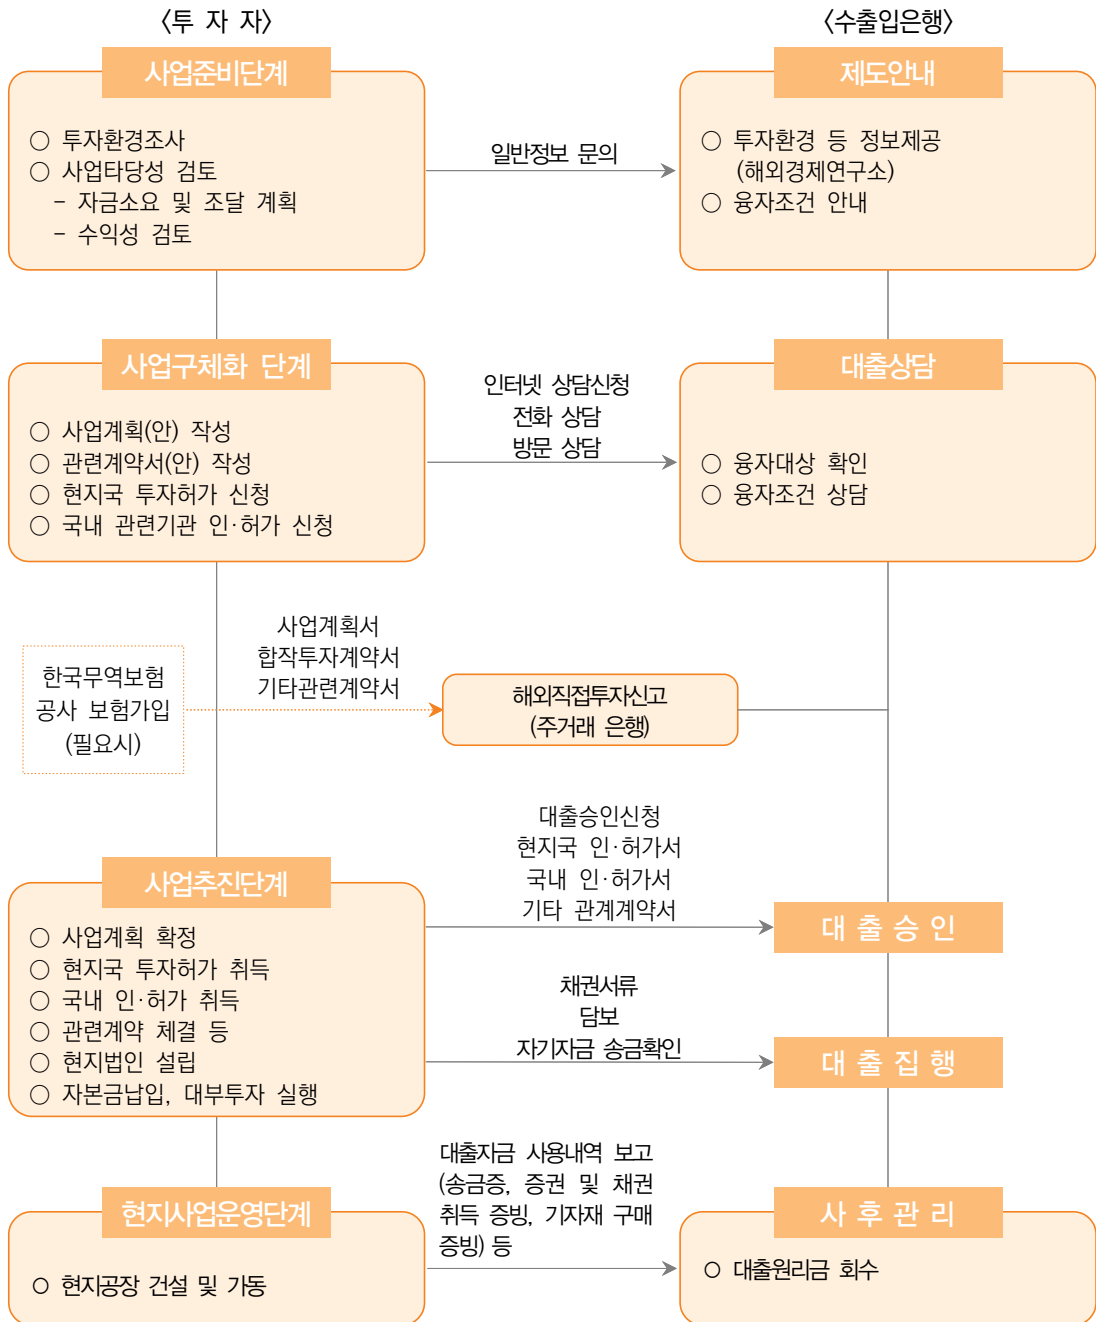 〈투 자 자〉
〈수출입은행〉
사업준비단계
○ 투자환경조사
○ 사업타당성 검토
- 자금소요 및 조달 계획
- 수익성 검토
일반정보 문의
제도안내
○ 투자환경 등 정보제공
(해외경제연구소)
○ 융자조건 안내
사업구체화 단계
○ 사업계획(안) 작성
○ 관련계약서(안) 작성
○ 현지국 투자허가 신청
○ 국내 관련기관 인·허가 신청
인터넷 상담신청
전화 상담
방문 상담
대출상담
○ 융자대상 확인
○ 융자조건 상담
한국무역보험
공사 보험가입
(필요시)
사업계획서
합작투자계약서
기타관련계약서
해외직접투자신고
(주거래 은행)
사업추진단계
○ 사업계획 확정
○ 현지국 투자허가 취득
○ 국내 인·허가 취득
○ 관련계약 체결 등
○ 현지법인 설립
○ 자본금납입, 대부투자 실행
대출승인신청
현지국 인·허가서
국내 인·허가서
기타 관계계약서
대 출 승 인
채권서류
담보
자기자금 송금확인
대 출 집 행
현지사업운영단계
○ 현지공장 건설 및 가동
대출자금 사용내역 보고
(송금증, 증권 및 채권
취득 증빙, 기자재 구매
증빙) 등
사 후 관 리
○ 대출원리금 회수